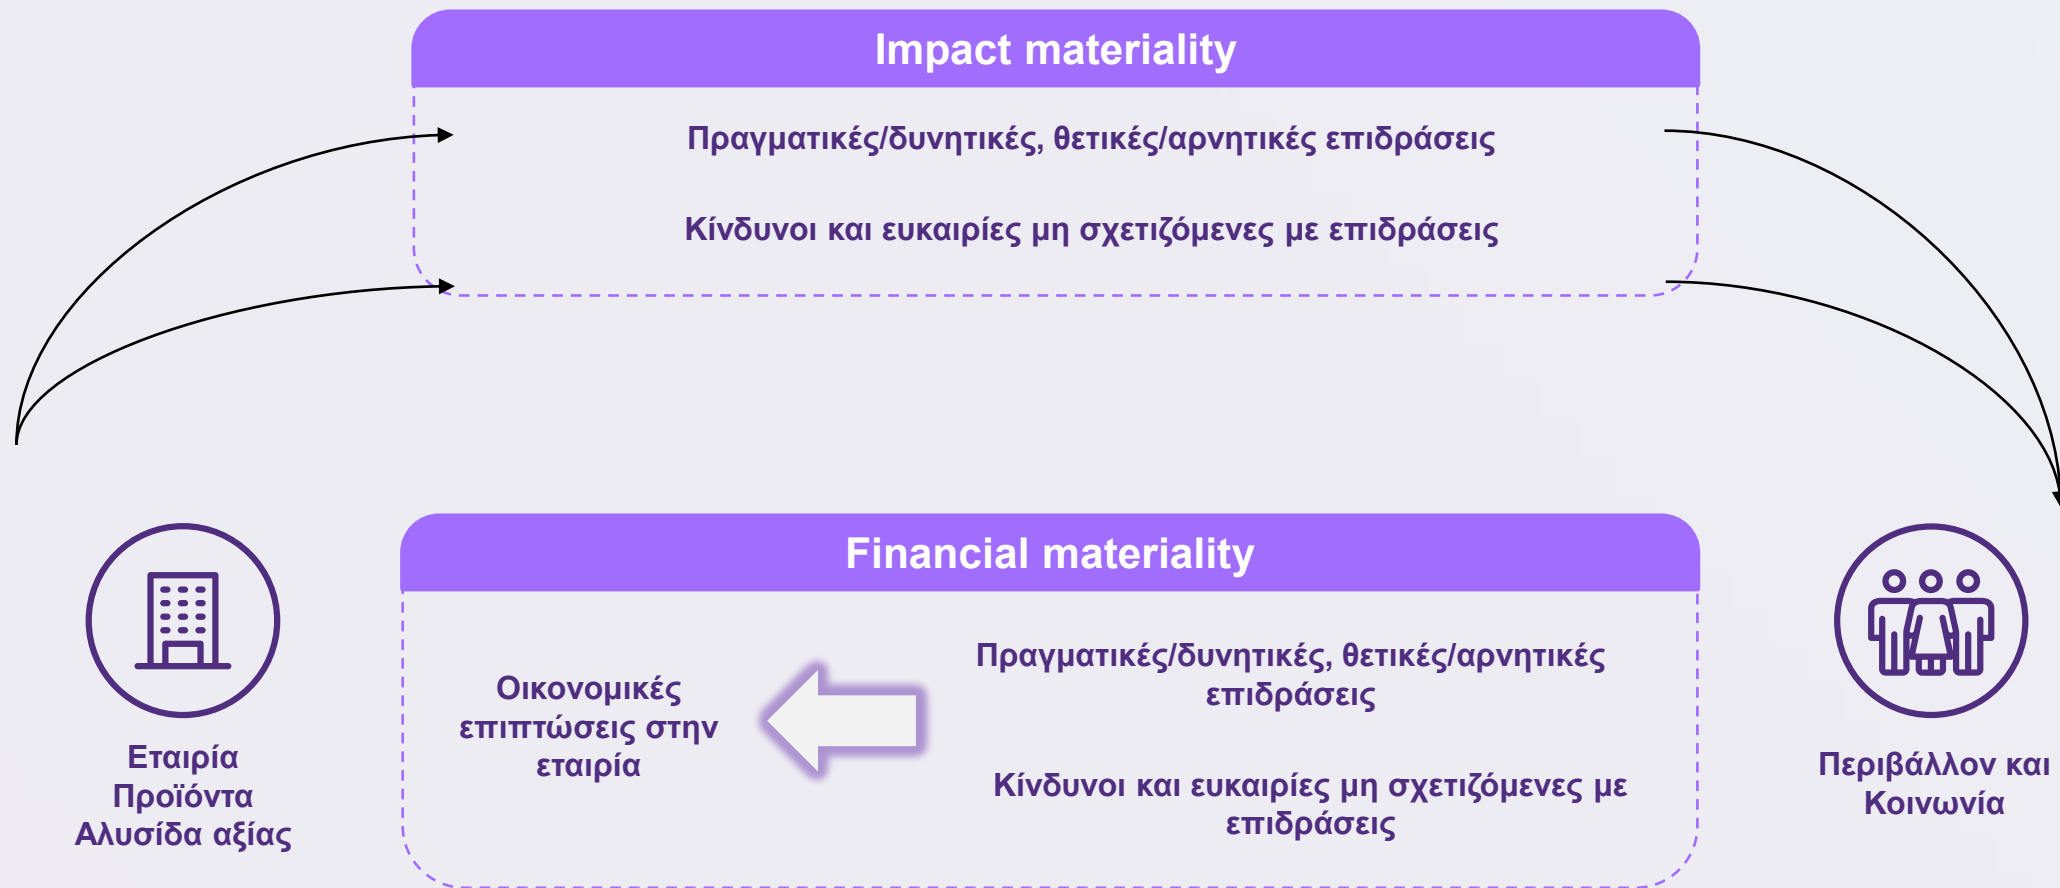 Impact materiality
Πραγματικές/δυνητικές, θετικές/αρνητικές επιδράσεις
Κίνδυνοι και ευκαιρίες μη σχετιζόμενες με επιδράσεις
Financial materiality
Οικονομικές
επιπτώσεις στην
εταιρία
Πραγματικές/δυνητικές, θετικές/αρνητικές
επιδράσεις
Κίνδυνοι και ευκαιρίες μη σχετιζόμενες με
επιδράσεις
Εταιρία
Προϊόντα
Αλυσίδα αξίας
Περιβάλλον και
Κοινωνία